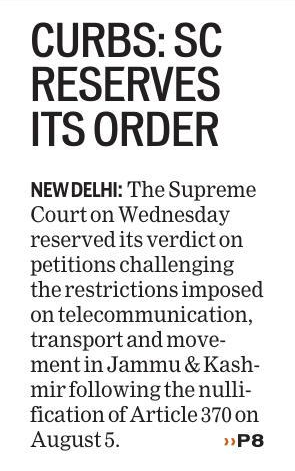 CURBS: SC
RESERVES
ITS ORDER
NEW DELHI: The Supreme
Court on Wednesday
reserved its verdict on
petitions challenging
the restrictions imposed
on telecommunication,
transport and move-
ment in Jammu & Kash-
mir following the nulli-
fication of Article 370 on
August 5. ››P8